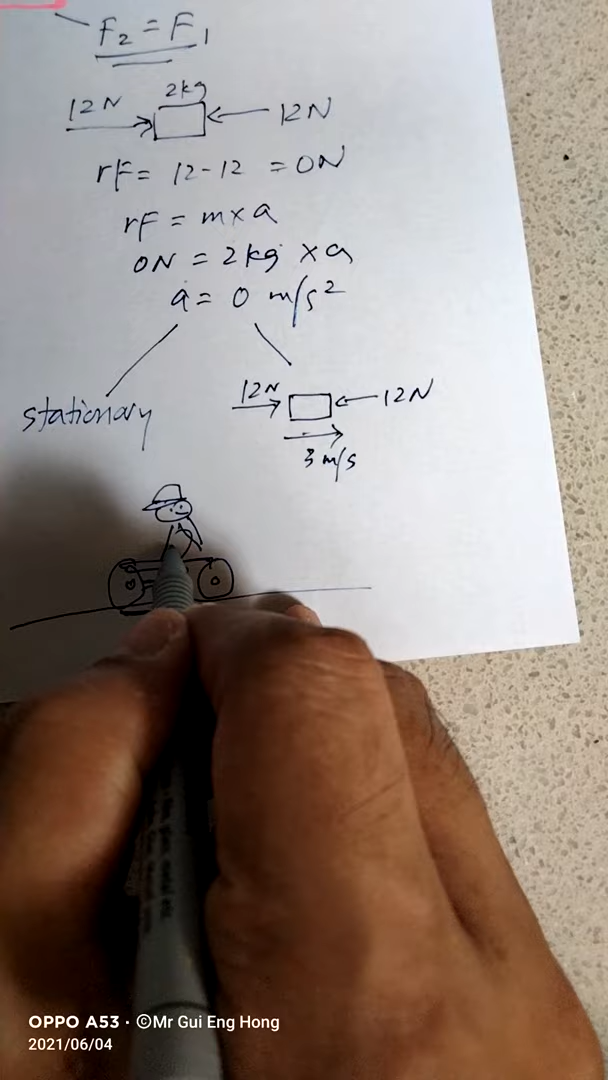 F2 = F1
2kg
12N 12N
rF = 12-12 = 0N
rF = m x a
0N = 2kg x a
a = 0 m/s²
stationary
12N 12N
3 m/s
OPPO A53 · ©Mr Gui Eng Hong
2021/06/04